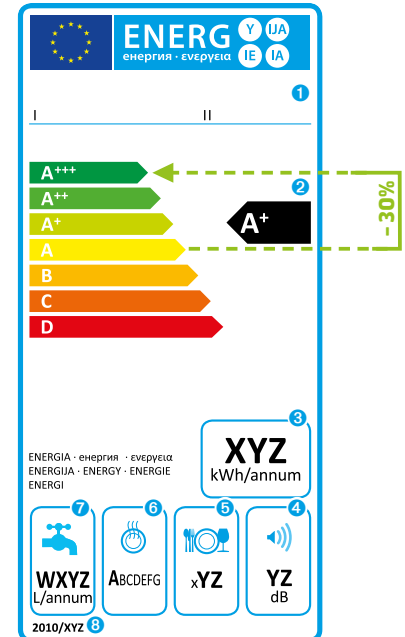 ENERG Y IJA
енергия · ενεργεια IE IA
1
I II
A+++
2
A++
A+ A+
- 30%
A
B
C
D
3
XYZ
kWh/annum
ENERGIA · енергия · ενεργεια
ENERGIJA · ENERGY · ENERGIE
ENERGI
7 6 5 4
WXYZ
L/annum
ABCDEFG
xYZ
YZ
dB
2010/XYZ 8